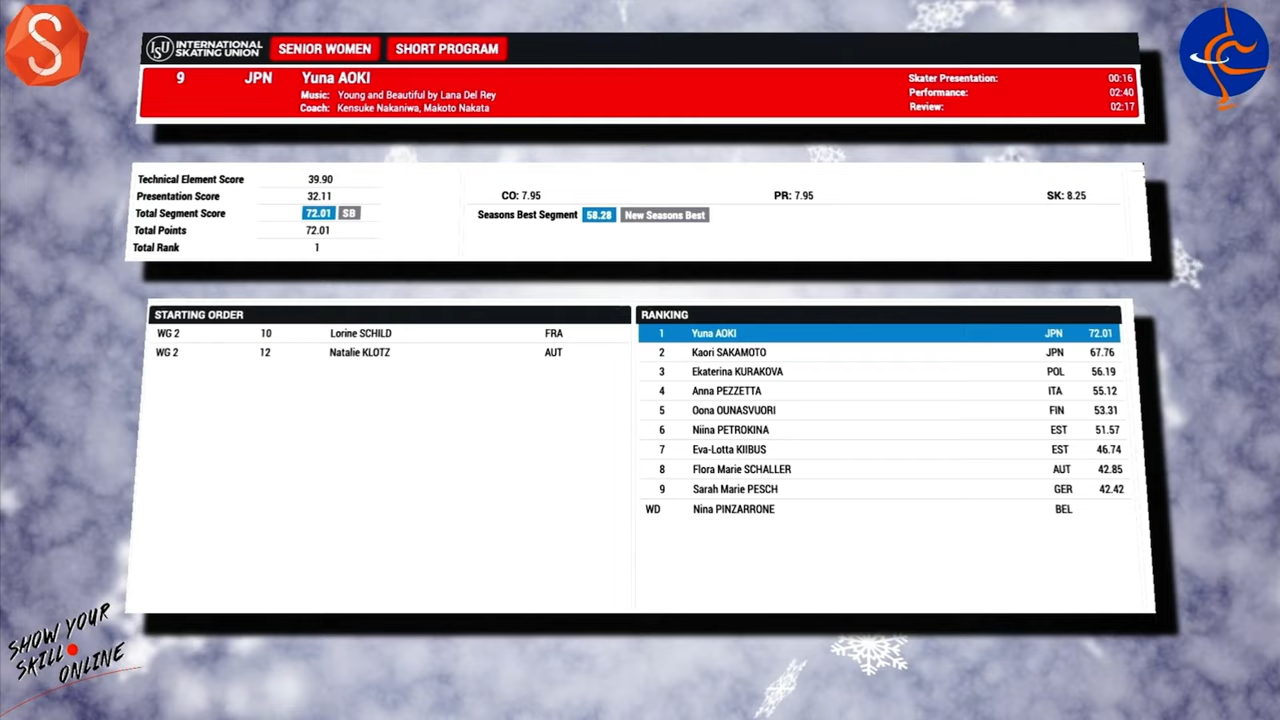 S
ISU INTERNATIONAL SKATING UNION SENIOR WOMEN SHORT PROGRAM
9 JPN Yuna AOKI
Music: Young and Beautiful by Lana Del Rey
Coach: Kensuke Nakaniwa, Makoto Nakata
Skater Presentation: 00:16
Performance: 02:40
Review: 02:17
Technical Element Score 39.90
Presentation Score 32.11
Total Segment Score 72.01 SB
Total Points 72.01
Total Rank 1
CO: 7.95 PR: 7.95 SK: 8.25
Seasons Best Segment 58.28 New Seasons Best
STARTING ORDER
WG 2 10 Lorine SCHILD FRA
WG 2 12 Natalie KLOTZ AUT
RANKING
1 Yuna AOKI JPN 72.01
2 Kaori SAKAMOTO JPN 67.76
3 Ekaterina KURAKOVA POL 56.19
4 Anna PEZZETTA ITA 55.12
5 Oona OUNASVUORI FIN 53.31
6 Niina PETROKINA EST 51.57
7 Eva-Lotta KIIBUS EST 46.74
8 Flora Marie SCHALLER AUT 42.85
9 Sarah Marie PESCH GER 42.42
WD Nina PINZARRONE BEL
SHOW YOUR
SKILL ONLINE